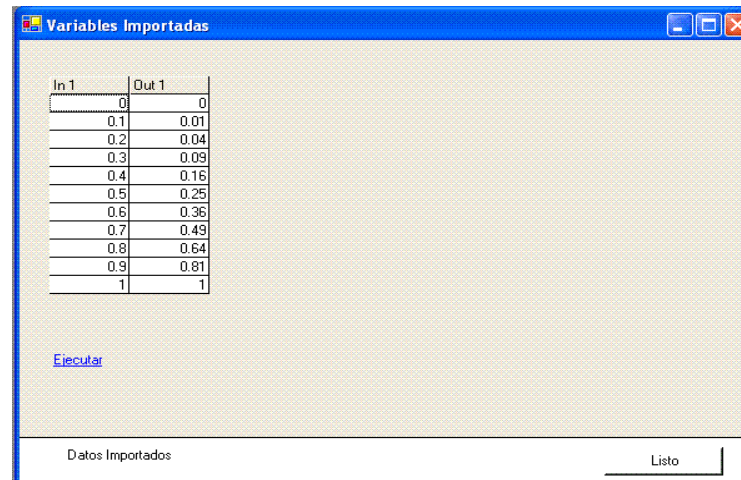 Variables Importadas
In 1 Out 1
0 0
0.1 0.01
0.2 0.04
0.3 0.09
0.4 0.16
0.5 0.25
0.6 0.36
0.7 0.49
0.8 0.64
0.9 0.81
1 1
Ejecutar
Datos Importados
Listo